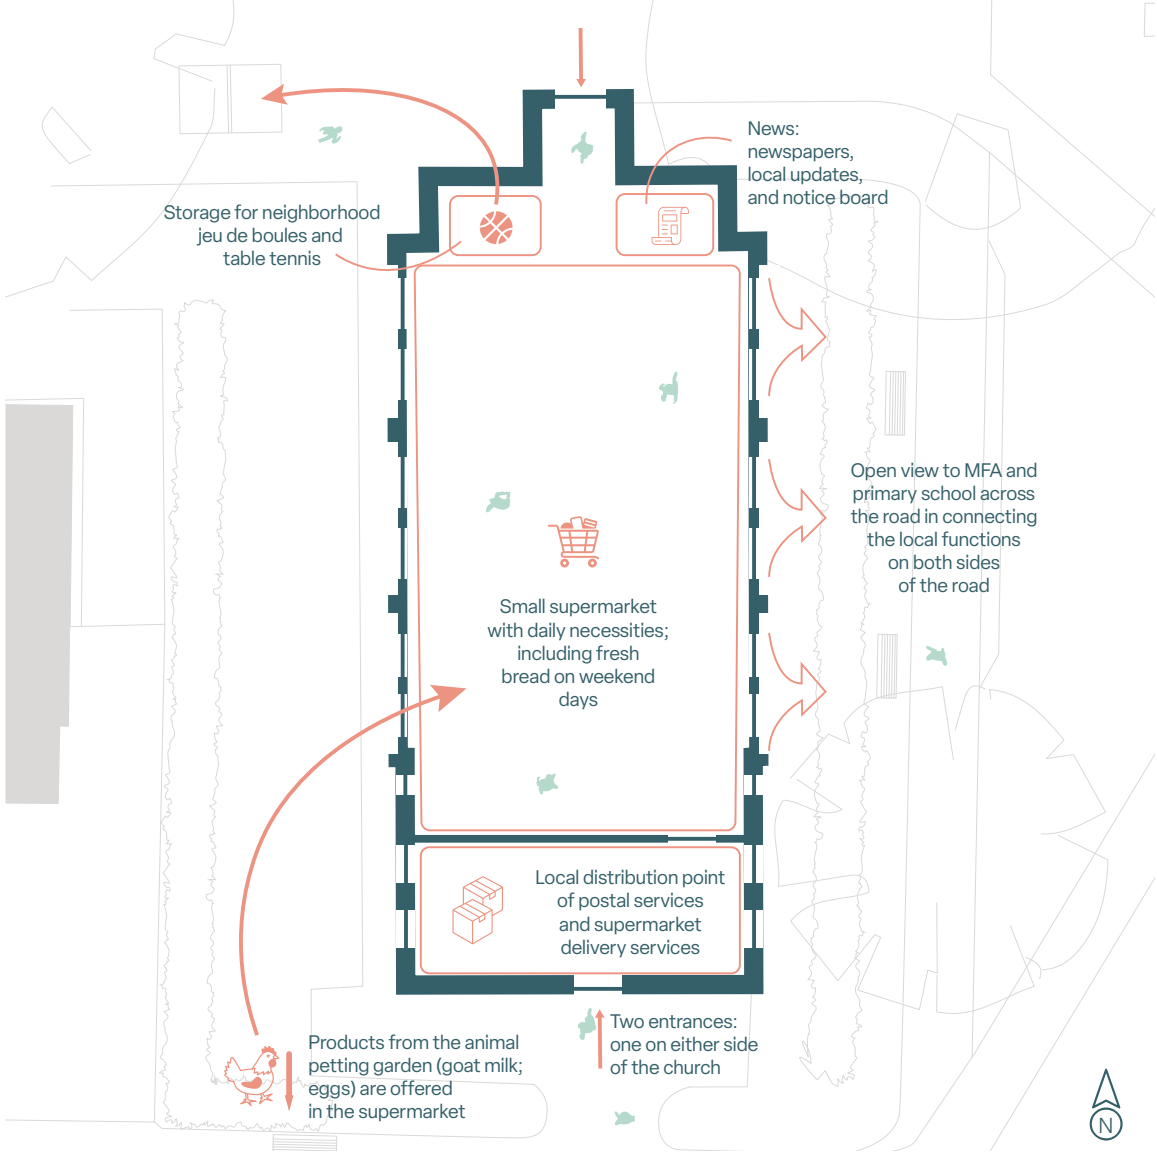 News:
newspapers,
local updates,
and notice board
Storage for neighborhood
jeu de boules and
table tennis
Open view to MFA and
primary school across
the road in connecting
the local functions
on both sides
of the road
Small supermarket
with daily necessities;
including fresh
bread on weekend
days
Local distribution point
of postal services
and supermarket
delivery services
Two entrances:
one on either side
of the church
Products from the animal
petting garden (goat milk;
eggs) are offered
in the supermarket
N